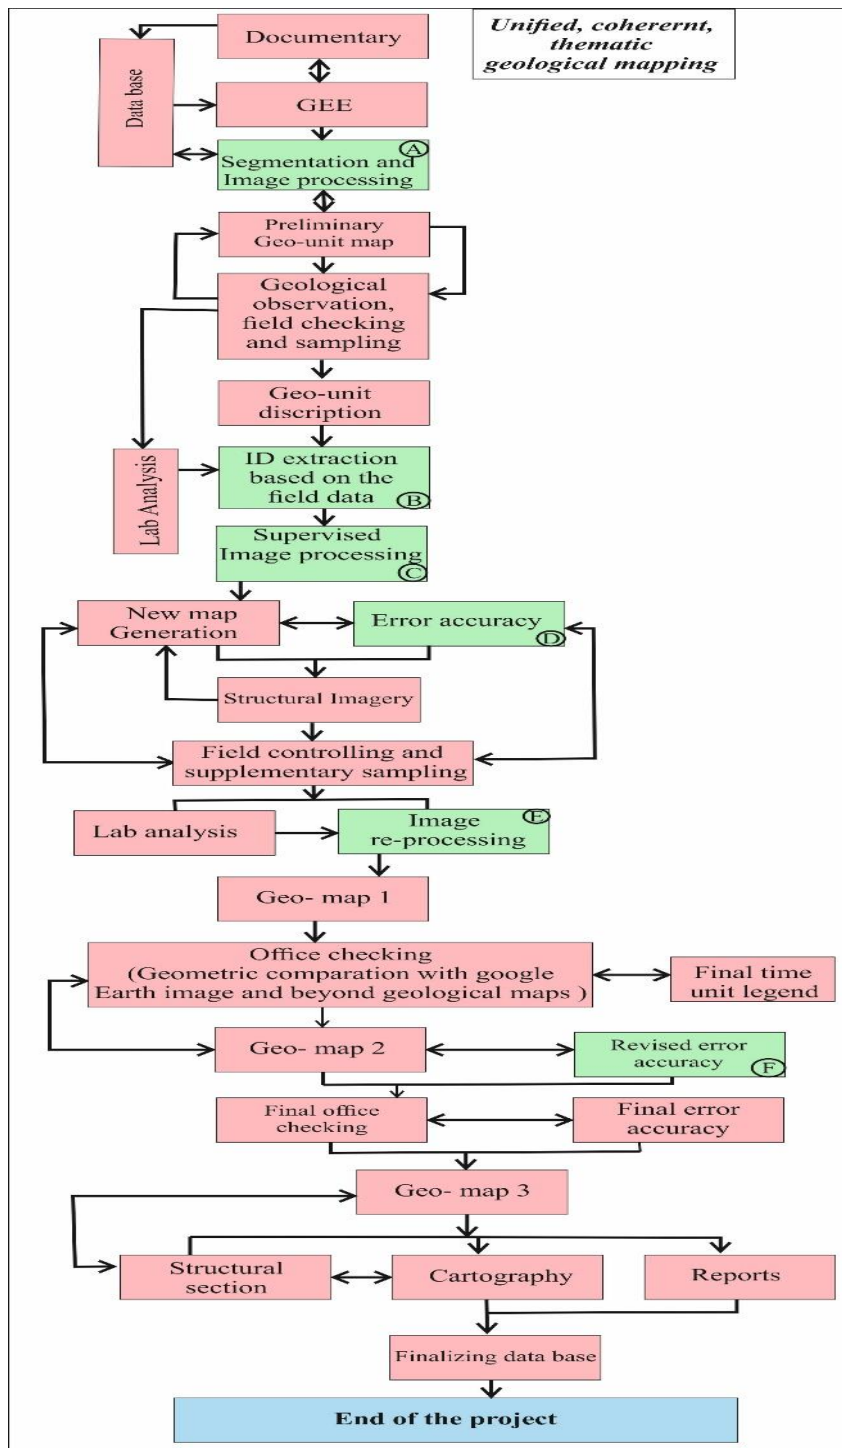 Unified, coherernt,
thematic
geological mapping
Documentary
Data base
GEE
A
Segmentation and
Image processing
Preliminary
Geo-unit map
Geological
observation,
field checking
and sampling
Geo-unit
discription
Lab Analysis
ID extraction
based on the
field data
B
Supervised
Image processing
C
New map
Generation
Error accuracy
D
Structural Imagery
Field controlling and
supplementary sampling
Lab analysis
E
Image
re-processing
Geo- map 1
Office checking
(Geometric comparation with google
Earth image and beyond geological maps )
Final time
unit legend
Geo- map 2
Revised error
accuracy
F
Final office
checking
Final error
accuracy
Geo- map 3
Structural
section
Cartography
Reports
Finalizing data base
End of the project